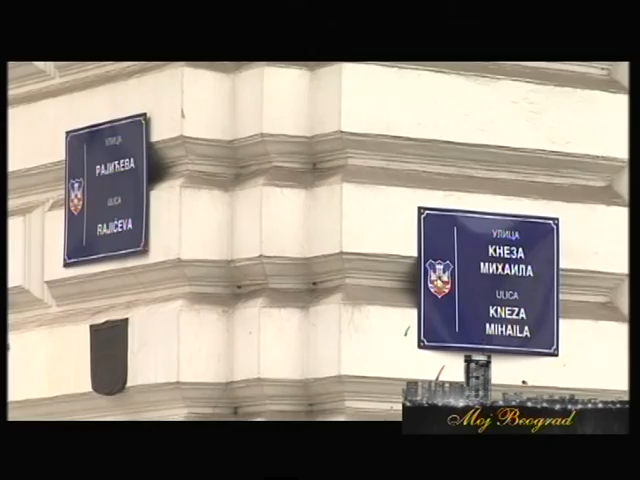 УЛИЦА
РАЈИЋЕВА
ULICA
RAJIĆEVA
УЛИЦА
КНЕЗА
МИХАИЛА
ULICA
KNEZA
MIHAILA
Moj Beograd